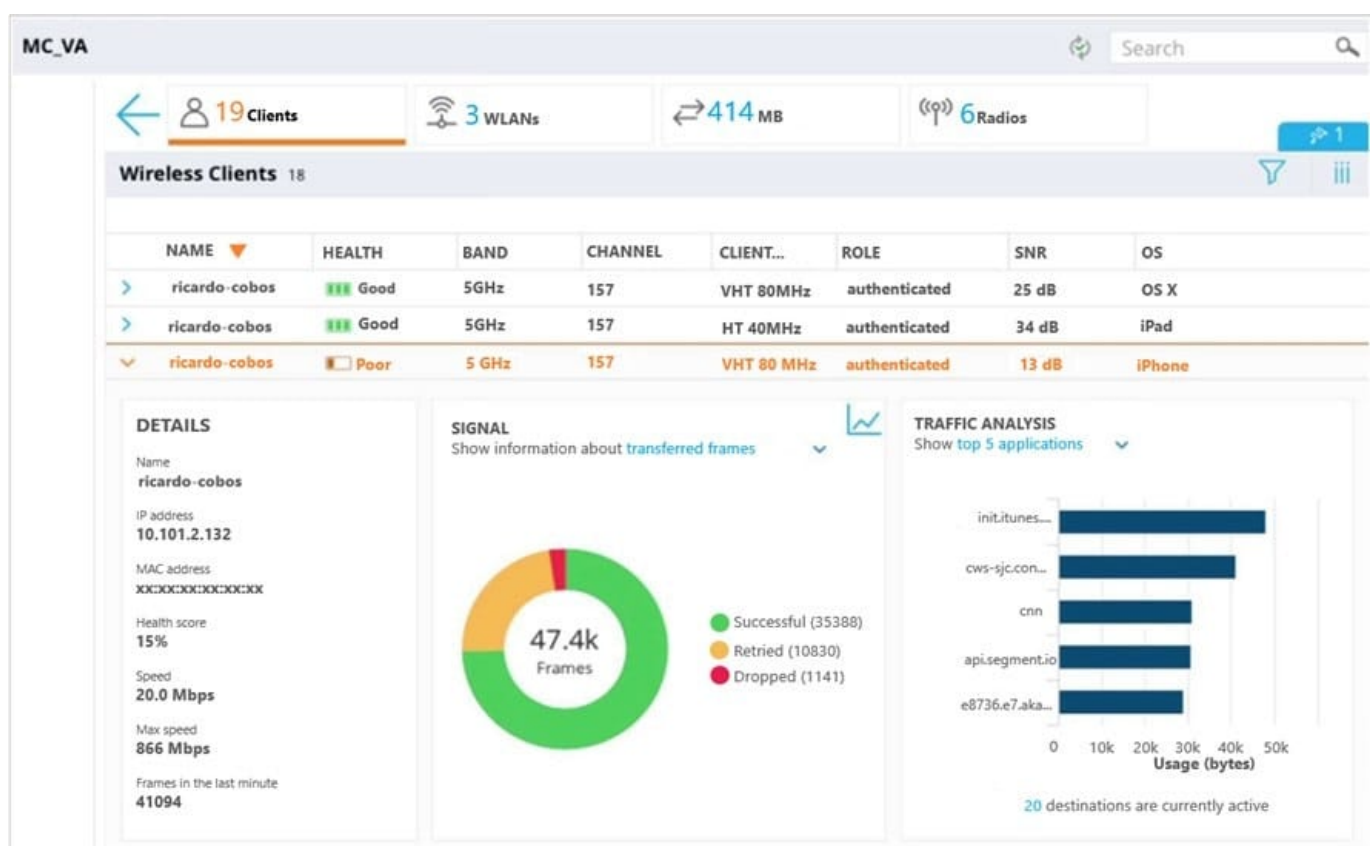 MC_VA
Search
19 Clients
3 WLANs
414 MB
6 Radios
1
Wireless Clients 18
NAME HEALTH BAND CHANNEL CLIENT... ROLE SNR OS
ricardo-cobos Good 5GHz 157 VHT 80MHz authenticated 25 dB OS X
ricardo-cobos Good 5GHz 157 HT 40MHz authenticated 34 dB iPad
ricardo-cobos Poor 5 GHz 157 VHT 80 MHz authenticated 13 dB iPhone
DETAILS
Name
ricardo-cobos
IP address
10.101.2.132
MAC address
xx:xx:xx:xx:xx:xx
Health score
15%
Speed
20.0 Mbps
Max speed
866 Mbps
Frames in the last minute
41094
SIGNAL
Show information about transferred frames
47.4k
Frames
Successful (35388)
Retried (10830)
Dropped (1141)
TRAFFIC ANALYSIS
Show top 5 applications
init.itunes....
cws-sjc.con...
cnn
api.segment.io
e8736.e7.aka...
0 10k 20k 30k 40k 50k
Usage (bytes)
20 destinations are currently active